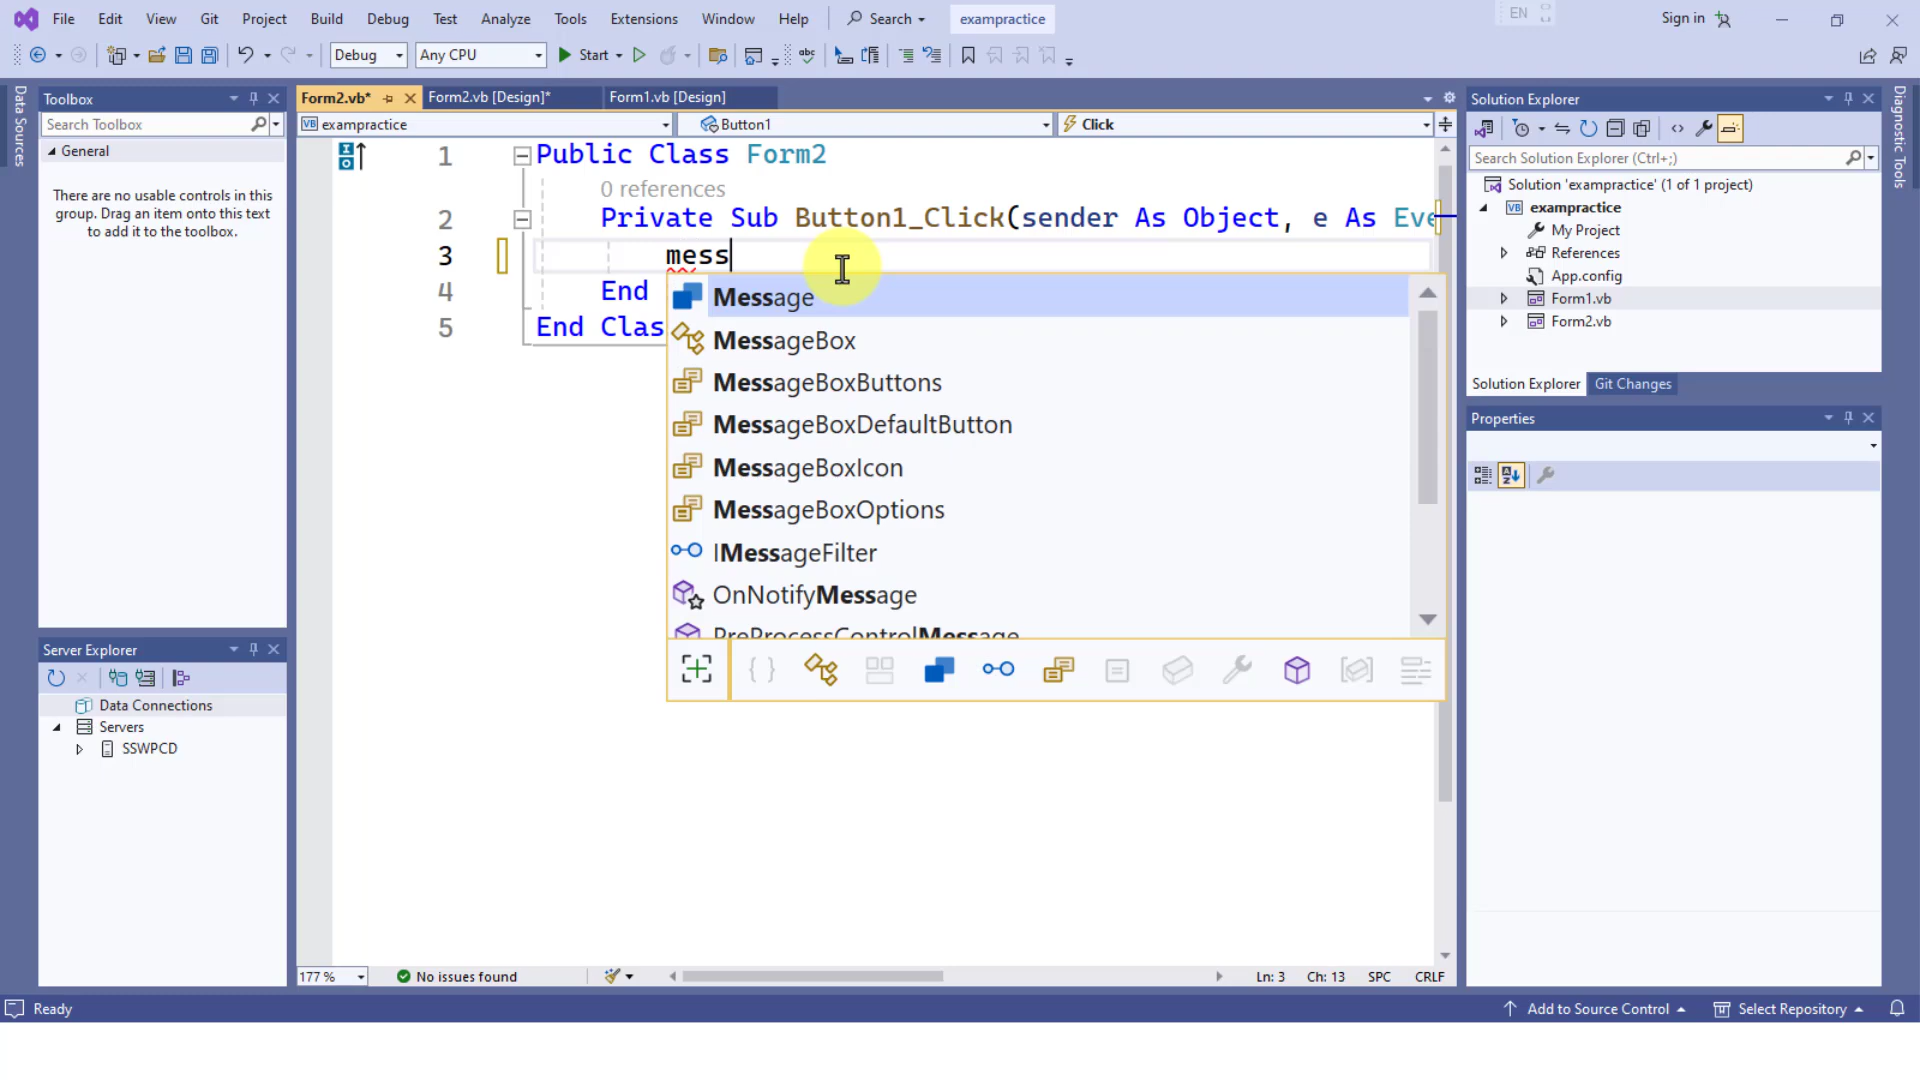 File Edit View Git Project Build Debug Test Analyze Tools Extensions Window Help Search exampractice EN Sign in
Debug Any CPU Start
Data Sources
Toolbox
Search Toolbox
General
There are no usable controls in this
group. Drag an item onto this text
to add it to the toolbox.
Server Explorer
Data Connections
Servers
SSWPCD
Form2.vb* Form2.vb [Design]* Form1.vb [Design]
VB exampractice Button1 Click
1 Public Class Form2
0 references
2 Private Sub Button1_Click(sender As Object, e As Eve
3 mess
4 End
5 End Clas
Message
MessageBox
MessageBoxButtons
MessageBoxDefaultButton
MessageBoxIcon
MessageBoxOptions
IMessageFilter
OnNotifyMessage
PreProcessControlMessage
177 % No issues found Ln: 3 Ch: 13 SPC CRLF
Solution Explorer
Search Solution Explorer (Ctrl+;)
Solution 'exampractice' (1 of 1 project)
VB exampractice
My Project
References
App.config
Form1.vb
Form2.vb
Solution Explorer Git Changes
Properties
Diagnostic Tools
Ready Add to Source Control Select Repository